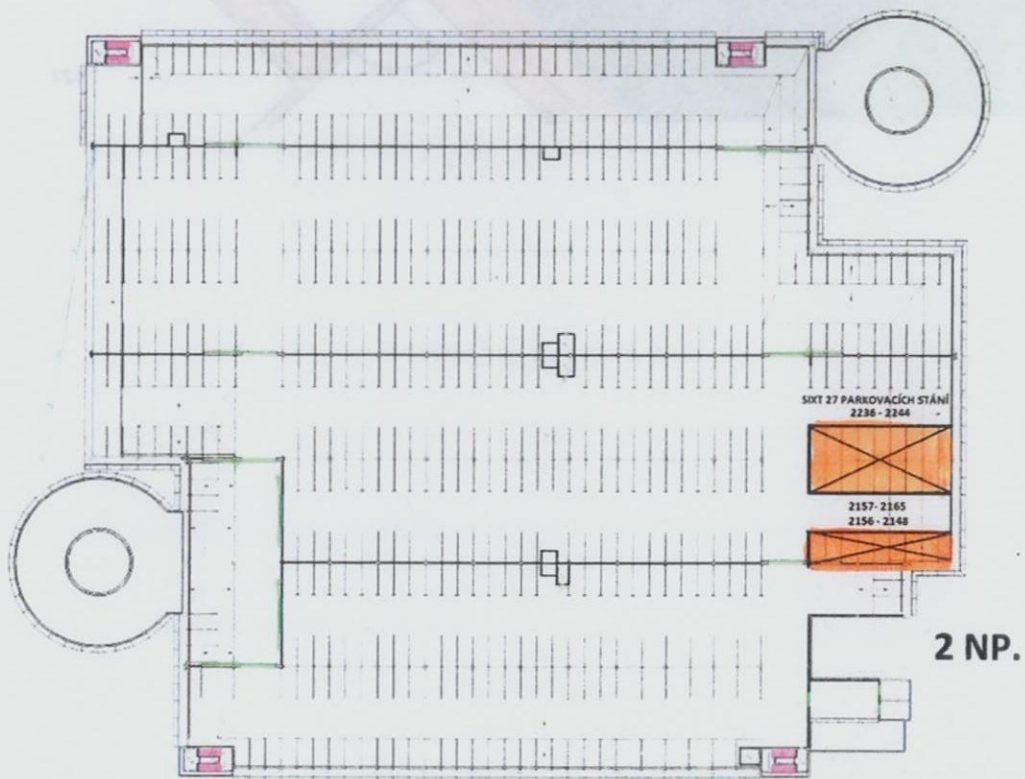 SIXT 27 PARKOVACÍCH STÁNÍ
2236 - 2244
2157- 2165
2156 - 2148
2 NP.